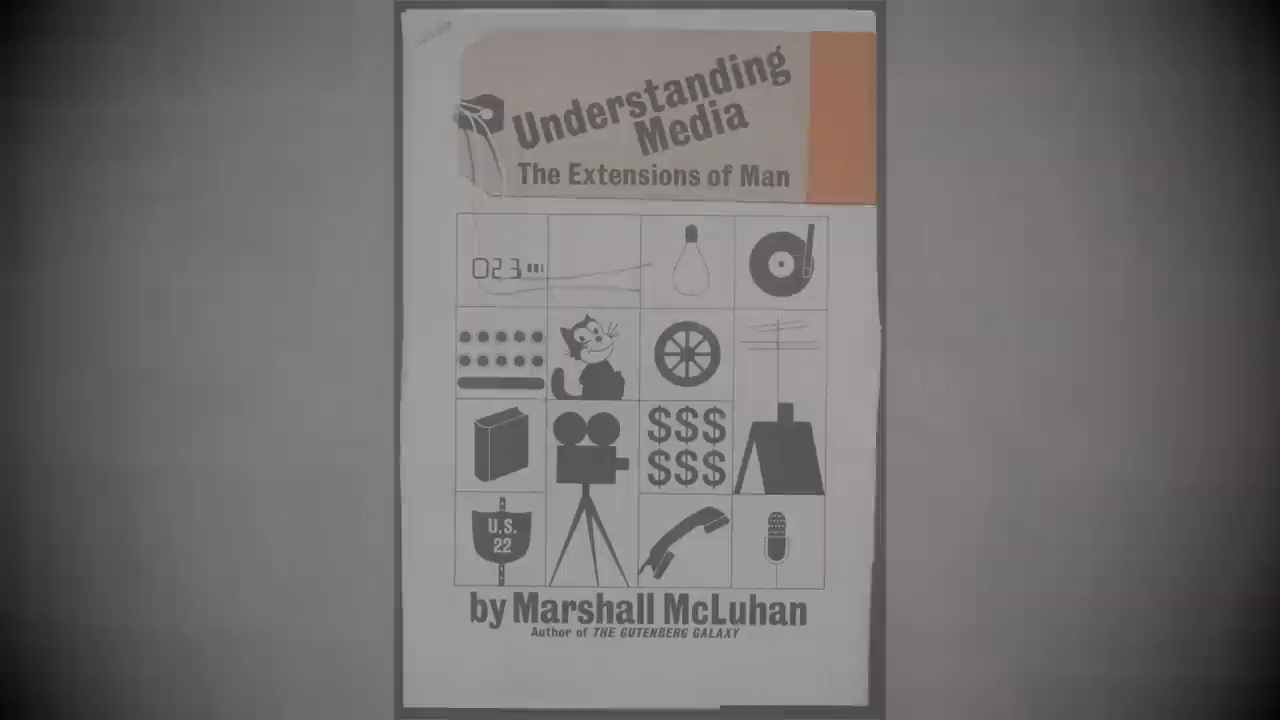 Understanding
Media
The Extensions of Man
023
$$$
$$$
U.S.
22
by Marshall McLuhan
Author of THE GUTENBERG GALAXY